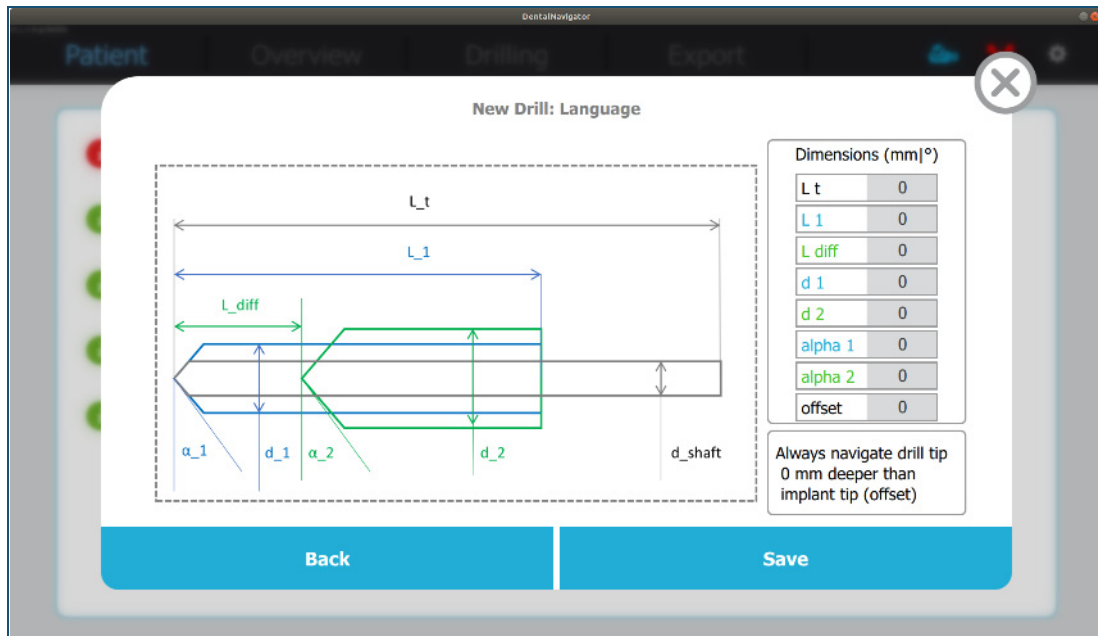 DentalNavigator
Patient Overview Drilling Export
New Drill: Language
L_t
L_1
L_diff
α_1
d_1
α_2
d_2
d_shaft
Dimensions (mm|°)
L t 0
L 1 0
L diff 0
d 1 0
d 2 0
alpha 1 0
alpha 2 0
offset 0
Always navigate drill tip
0 mm deeper than
implant tip (offset)
Back
Save